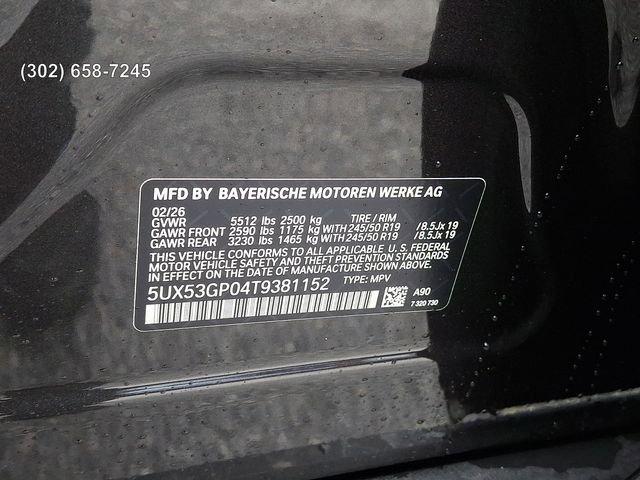 (302) 658-7245
MFD BY BAYERISCHE MOTOREN WERKE AG
02/26
GVWR 5512 lbs 2500 kg TIRE / RIM
GAWR FRONT 2590 lbs 1175 kg WITH 245/50 R19 / 8.5Jx 19
GAWR REAR 3230 lbs 1465 kg WITH 245/50 R19 / 8.5Jx 19
THIS VEHICLE CONFORMS TO ALL APPLICABLE U. S. FEDERAL
MOTOR VEHICLE SAFETY AND THEFT PREVENTION STANDARDS
IN EFFECT ON THE DATE OF MANUFACTURE SHOWN ABOVE.
5UX53GP04T9381152 TYPE: MPV
A90
7 320 730